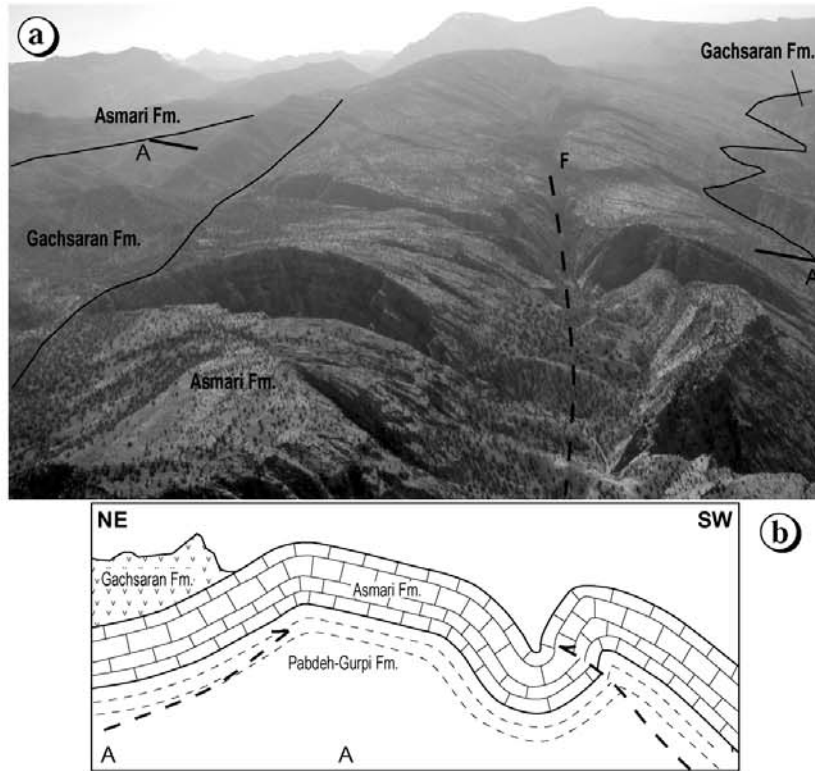 a
Gachsaran Fm.
Asmari Fm.
A
F
Gachsaran Fm.
A
Asmari Fm.
NE
SW
b
Gachsaran Fm.
Asmari Fm.
Pabdeh-Gurpi Fm.
A
A